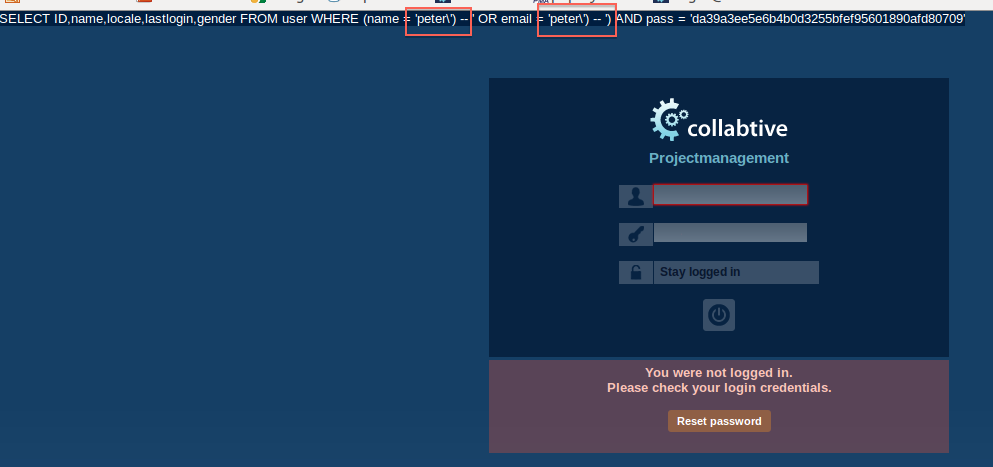 SELECT ID,name,locale,lastlogin,gender FROM user WHERE (name = 'peter\') -- ' OR email = 'peter\') -- ') AND pass = 'da39a3ee5e6b4b0d3255bfef95601890afd80709'
collabtive
Projectmanagement
Stay logged in
You were not logged in.
Please check your login credentials.
Reset password